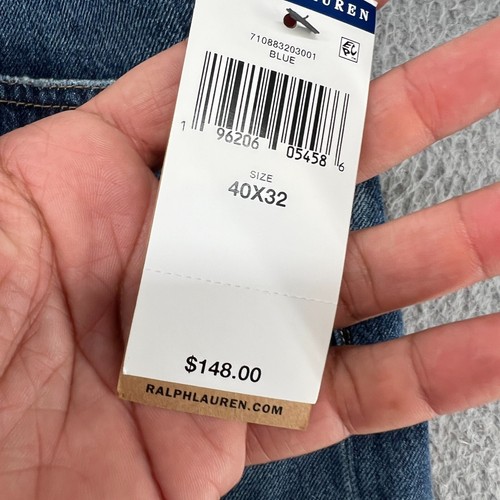 UREN
710883203001
BLUE
1 96206 05458 6
SIZE
40X32
$148.00
RALPHLAUREN.COM